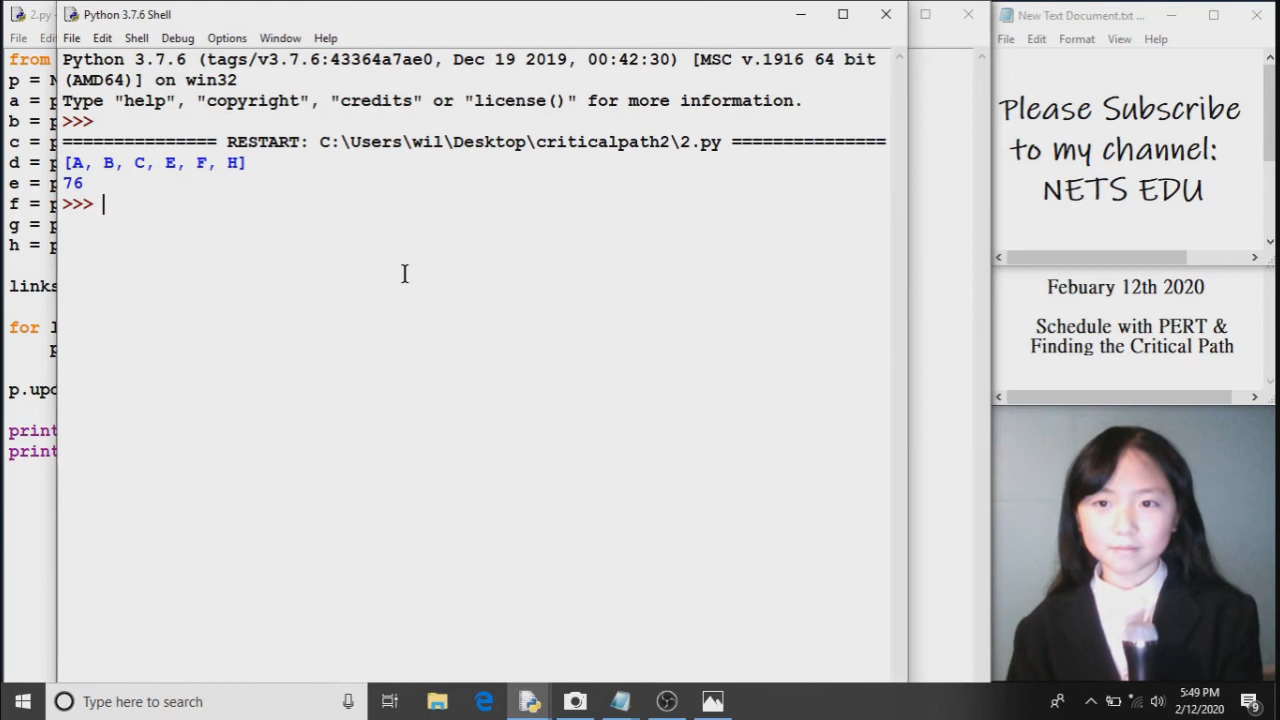 2.py
Python 3.7.6 Shell
File Edit
File Edit Shell Debug Options Window Help
from
p =
a = p
b = p
c = p
d = p
e = p
f = p
g = p
h = p
links
for
p
p.upd
print
print
Python 3.7.6 (tags/v3.7.6:43364a7ae0, Dec 19 2019, 00:42:30) [MSC v.1916 64 bit
(AMD64)] on win32
Type "help", "copyright", "credits" or "license()" for more information.
>>>
=============== RESTART: C:\Users\wil\Desktop\criticalpath2\2.py ===============
[A, B, C, E, F, H]
76
>>>
New Text Document.txt ...
File Edit Format View Help
Please Subscribe
to my channel:
NETS EDU
Febuary 12th 2020
Schedule with PERT &
Finding the Critical Path
Type here to search
5:49 PM
2/12/2020
9